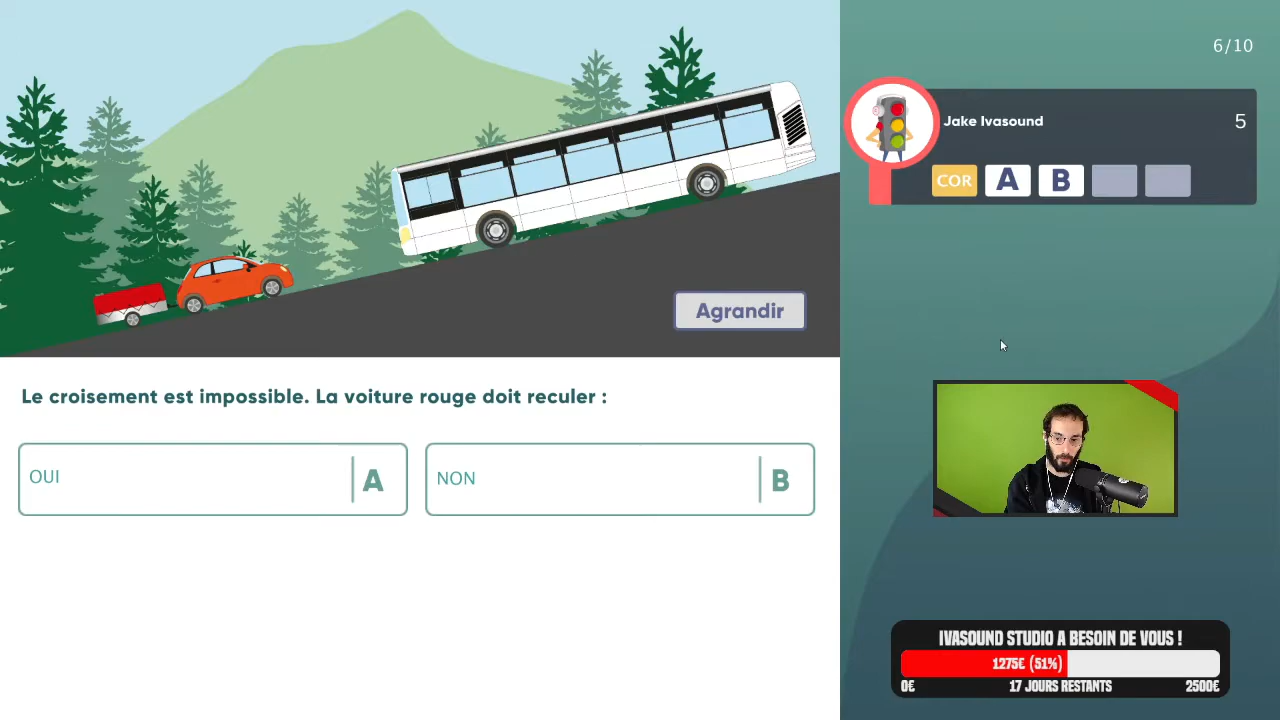 6/10
Jake Ivasound
5
COR
A
B
Agrandir
Le croisement est impossible. La voiture rouge doit reculer :
OUI
A
NON
B
IVASOUND STUDIO A BESOIN DE VOUS !
1275€ (51%)
0€
17 JOURS RESTANTS
2500€